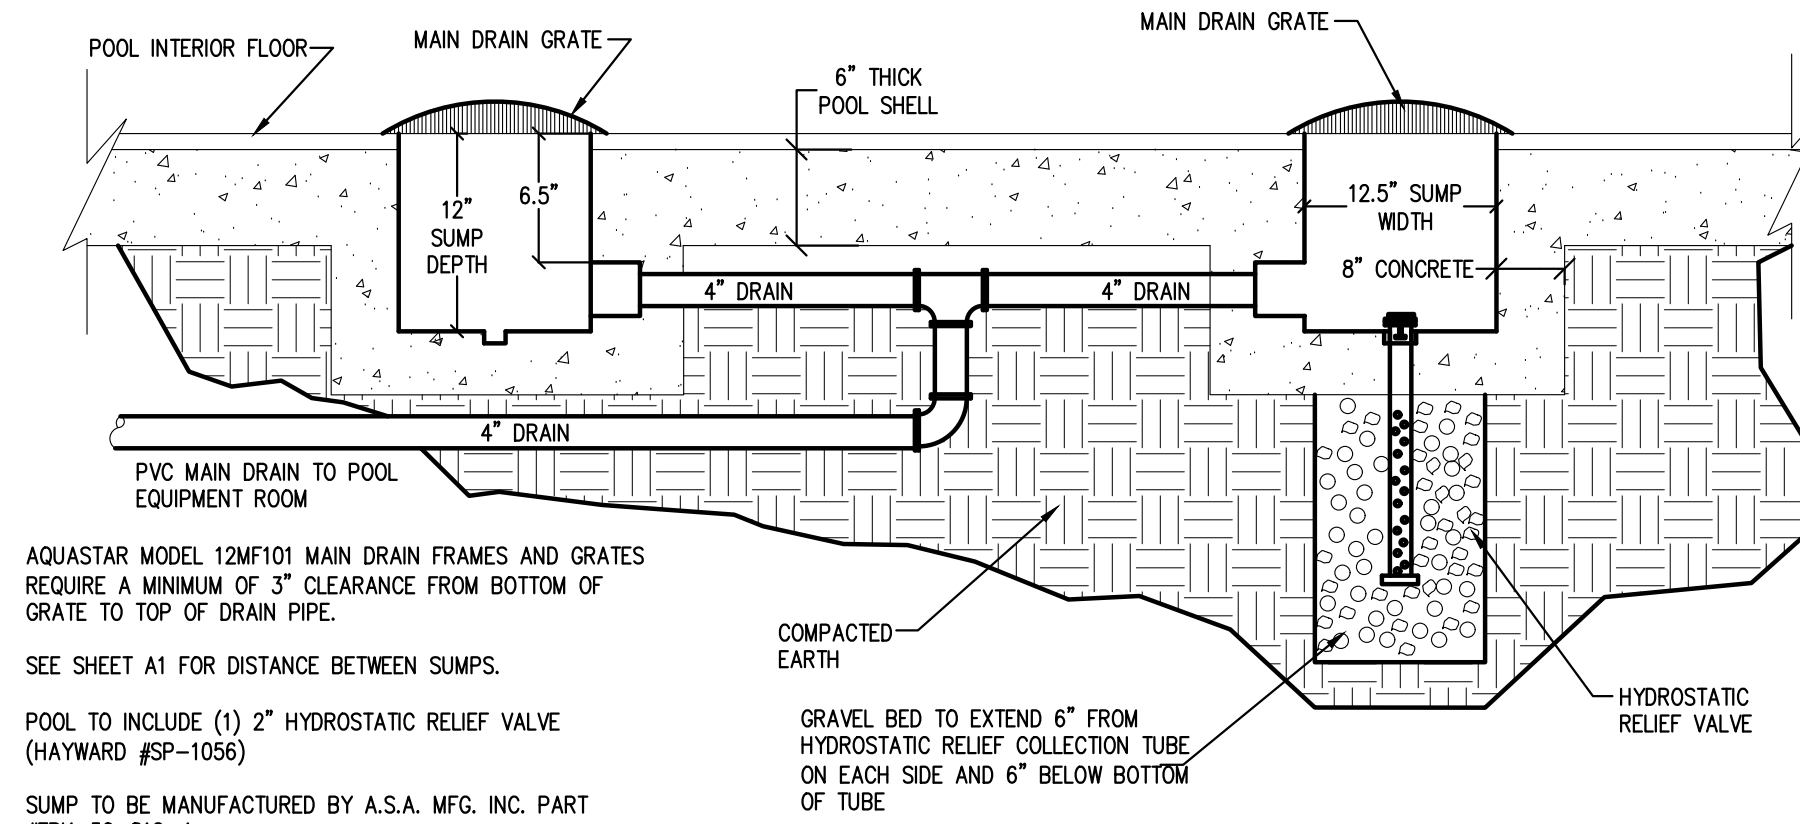 POOL INTERIOR FLOOR
MAIN DRAIN GRATE
MAIN DRAIN GRATE
6" THICK
POOL SHELL
12"
SUMP
DEPTH
6.5"
12.5" SUMP
WIDTH
8" CONCRETE
4" DRAIN
4" DRAIN
4" DRAIN
PVC MAIN DRAIN TO POOL
EQUIPMENT ROOM
AQUASTAR MODEL 12MF101 MAIN DRAIN FRAMES AND GRATES
REQUIRE A MINIMUM OF 3" CLEARANCE FROM BOTTOM OF
GRATE TO TOP OF DRAIN PIPE.
SEE SHEET A1 FOR DISTANCE BETWEEN SUMPS.
POOL TO INCLUDE (1) 2" HYDROSTATIC RELIEF VALVE
(HAYWARD #SP-1056)
SUMP TO BE MANUFACTURED BY A.S.A. MFG. INC. PART
COMPACTED
EARTH
GRAVEL BED TO EXTEND 6" FROM
HYDROSTATIC RELIEF COLLECTION TUBE
ON EACH SIDE AND 6" BELOW BOTTOM
OF TUBE
HYDROSTATIC
RELIEF VALVE